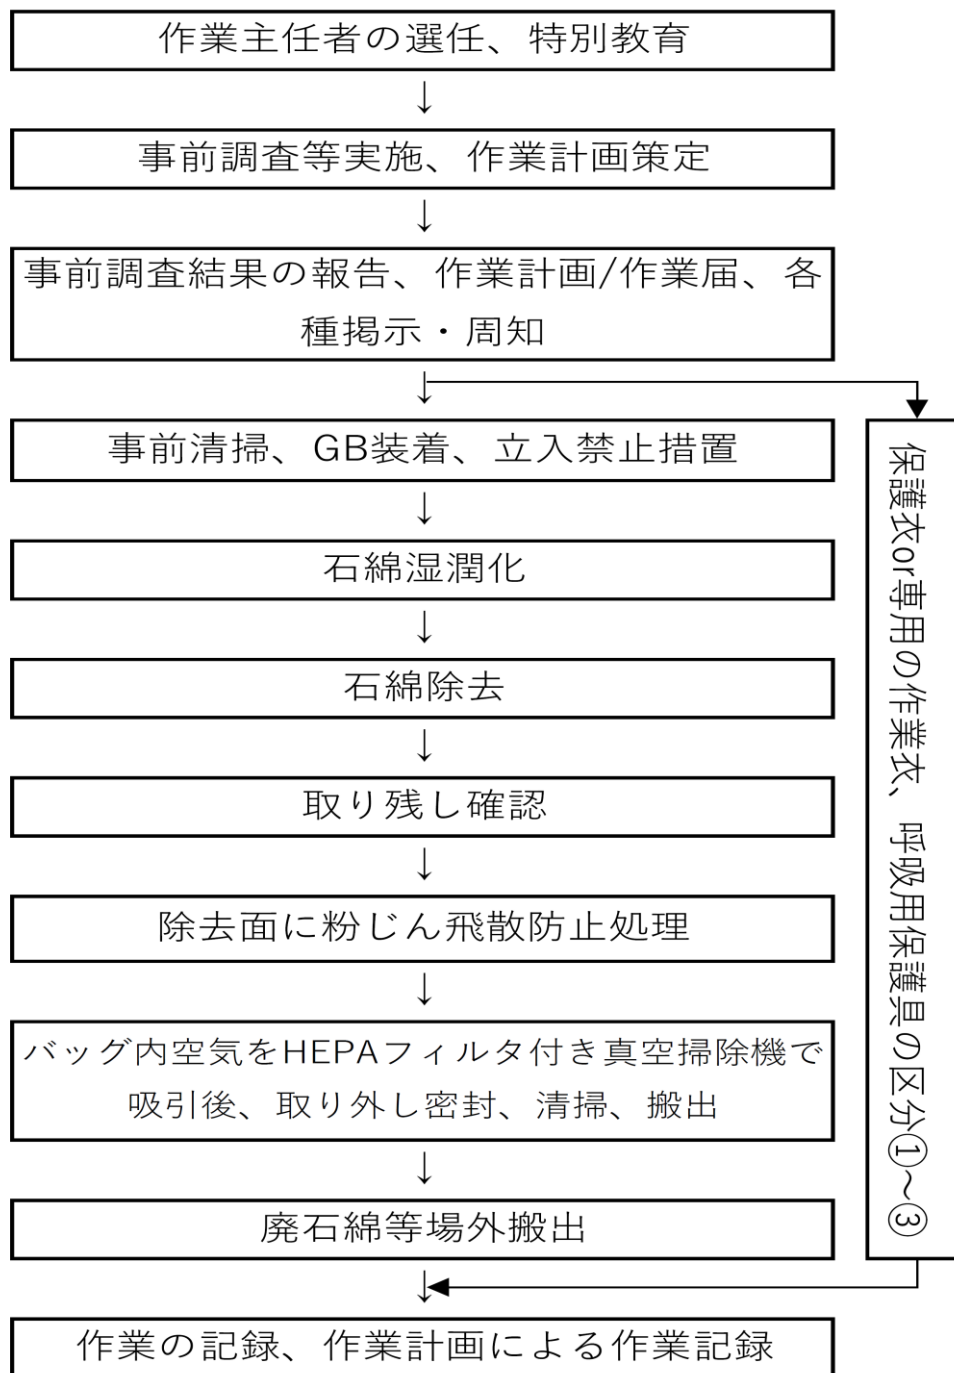 作業主任者の選任、特別教育
↓
事前調査等実施、作業計画策定
↓
事前調査結果の報告、作業計画/作業届、各
種掲示・周知
↓
事前清掃、GB装着、立入禁止措置
↓
石綿湿潤化
↓
石綿除去
↓
取り残し確認
↓
除去面に粉じん飛散防止処理
↓
バッグ内空気をHEPAフィルタ付き真空掃除機で
吸引後、取り外し密封、清掃、搬出
↓
廃石綿等場外搬出
↓
作業の記録、作業計画による作業記録
保護衣or専用の作業衣、呼吸用保護具の区分①～③